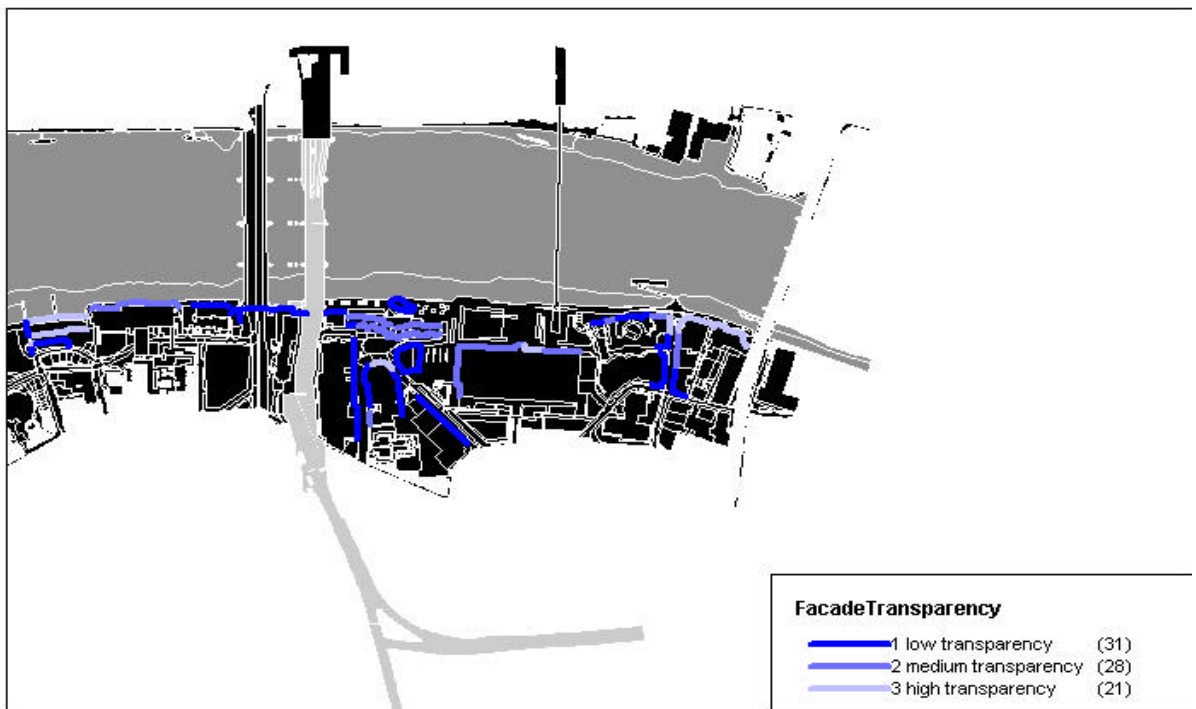 FacadeTransparency
1 low transparency (31)
2 medium transparency (28)
3 high transparency (21)